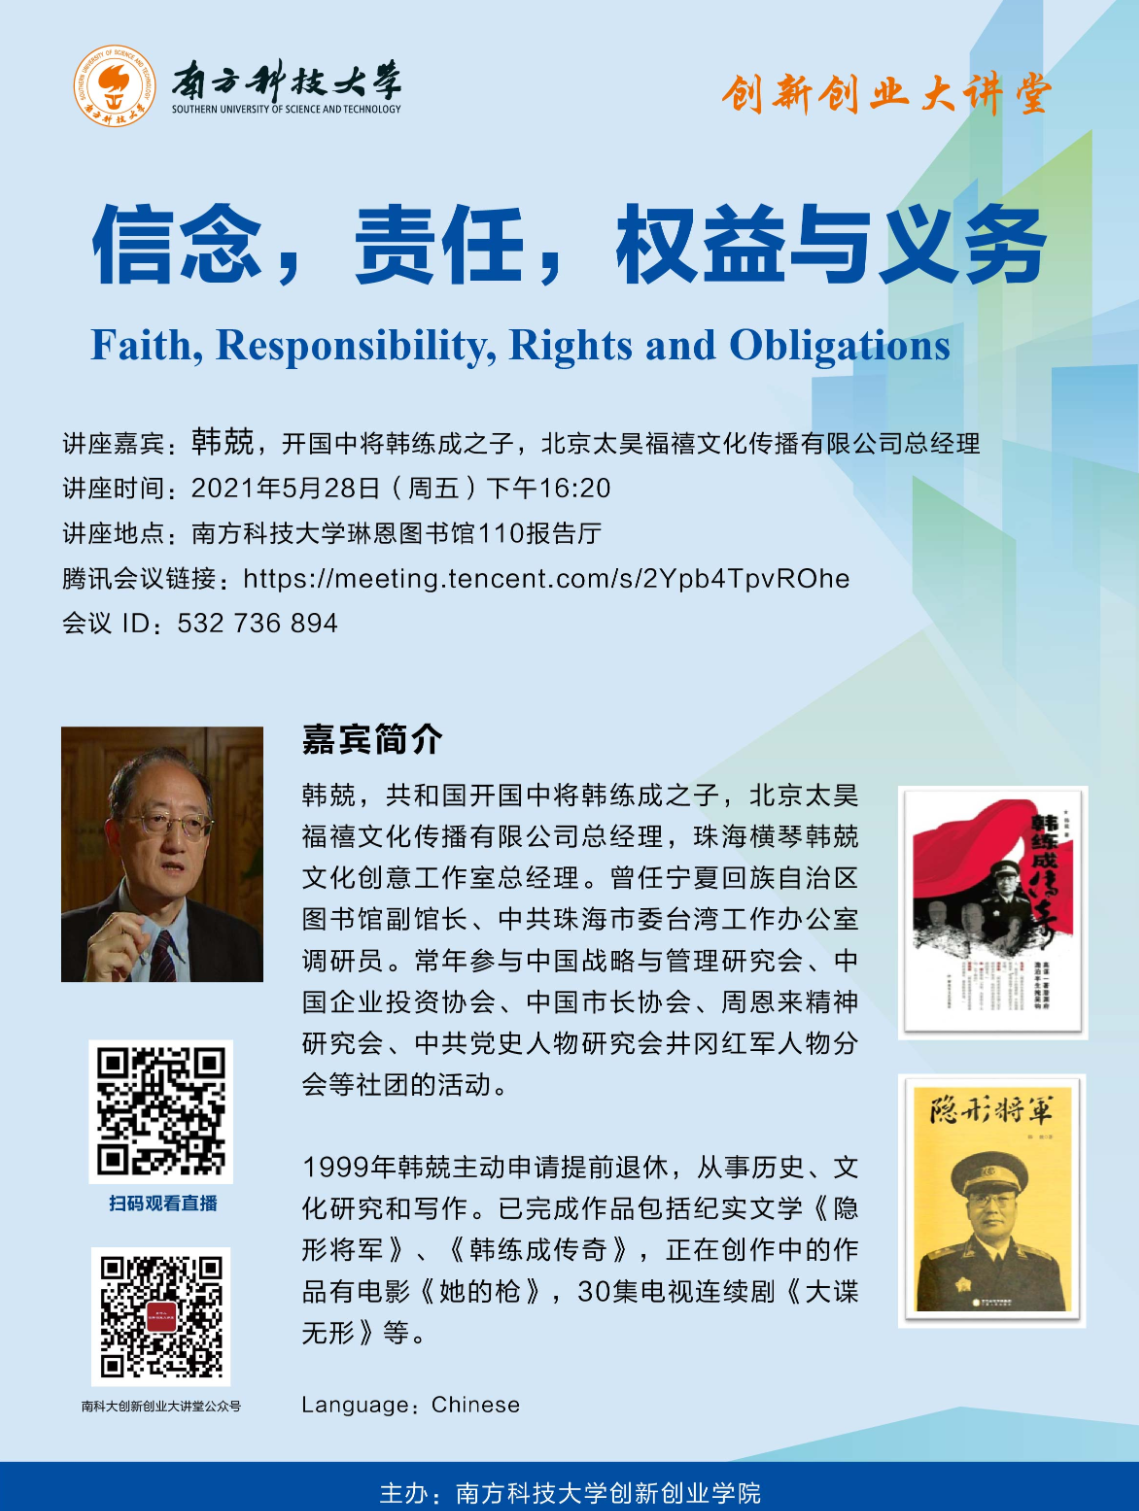 南方科技大学
SOUTHERN UNIVERSITY OF SCIENCE AND TECHNOLOGY
创新创业大讲堂
信念，责任，权益与义务
Faith, Responsibility, Rights and Obligations
讲座嘉宾：韩兢，开国中将韩练成之子，北京太昊福禧文化传播有限公司总经理
讲座时间：2021年5月28日（周五）下午16:20
讲座地点：南方科技大学琳恩图书馆110报告厅
腾讯会议链接：https://meeting.tencent.com/s/2Ypb4TpvROhe
会议 ID：532 736 894
嘉宾简介
韩兢，共和国开国中将韩练成之子，北京太昊
福禧文化传播有限公司总经理，珠海横琴韩兢
文化创意工作室总经理。曾任宁夏回族自治区
图书馆副馆长、中共珠海市委台湾工作办公室
调研员。常年参与中国战略与管理研究会、中
国企业投资协会、中国市长协会、周恩来精神
研究会、中共党史人物研究会井冈红军人物分
会等社团的活动。
1999年韩兢主动申请提前退休，从事历史、文
化研究和写作。已完成作品包括纪实文学《隐
形将军》、《韩练成传奇》，正在创作中的作
品有电影《她的枪》，30集电视连续剧《大谍
无形》等。
Language：Chinese
扫码观看直播
南科大创新创业大讲堂公众号
韩练成传奇
隐形将军
主办：南方科技大学创新创业学院